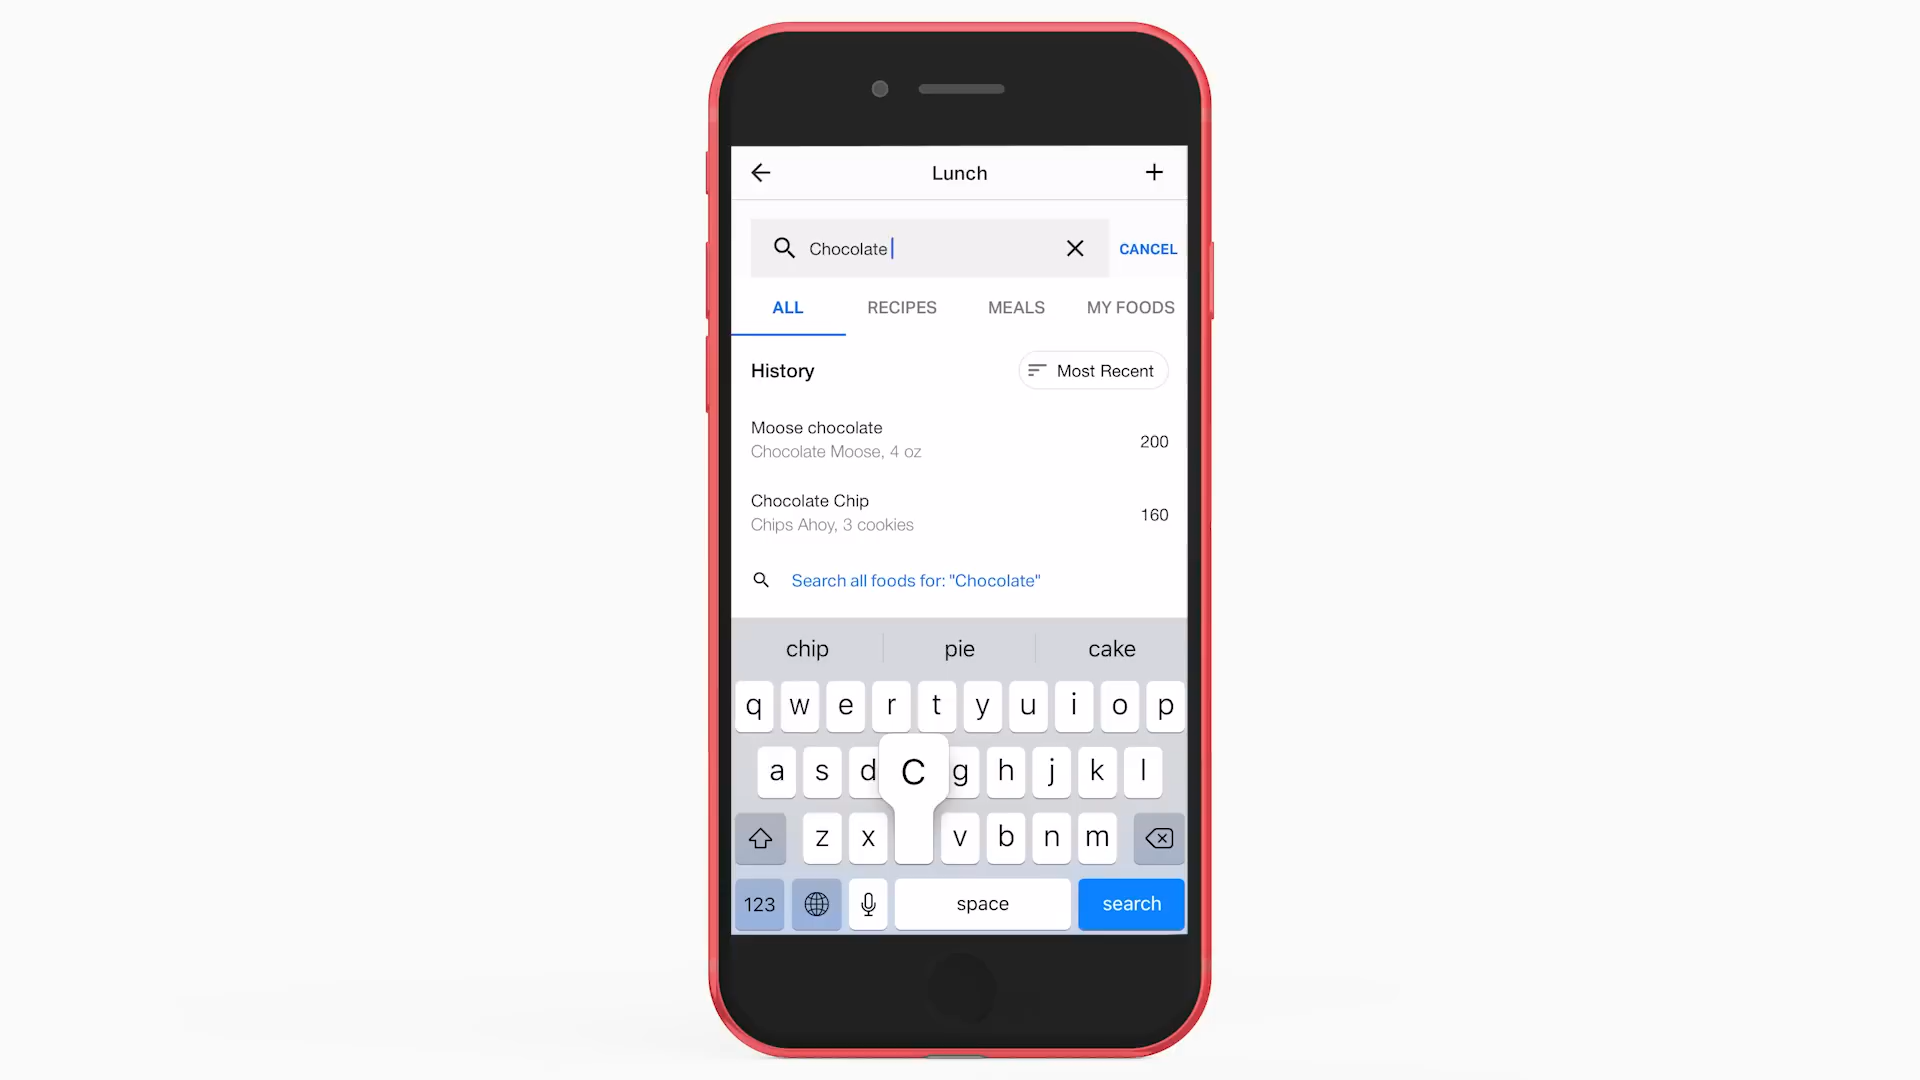 Lunch
Chocolate
CANCEL
ALL RECIPES MEALS MY FOODS
History
Most Recent
Moose chocolate
Chocolate Moose, 4 oz
200
Chocolate Chip
Chips Ahoy, 3 cookies
160
Search all foods for: "Chocolate"
chip pie cake
q w e r t y u i o p
a s d C g h j k l
z x v b n m
123 space search